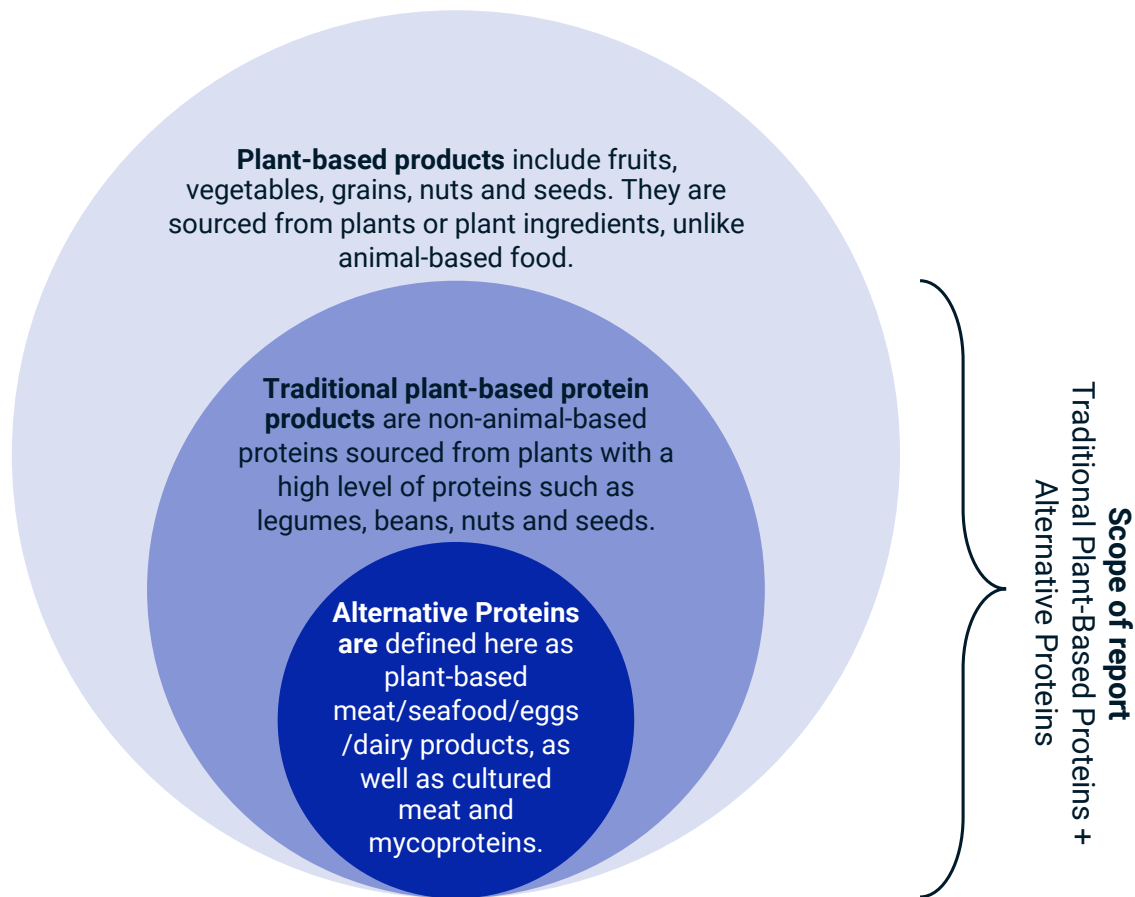 Plant-based products include fruits,
vegetables, grains, nuts and seeds. They are
sourced from plants or plant ingredients, unlike
animal-based food.
Traditional plant-based protein
products are non-animal-based
proteins sourced from plants with a
high level of proteins such as
legumes, beans, nuts and seeds.
Alternative Proteins
are defined here as
plant-based
meat/seafood/eggs
/dairy products, as
well as cultured
meat and
mycoproteins.
Scope of report
Traditional Plant-Based Proteins +
Alternative Proteins